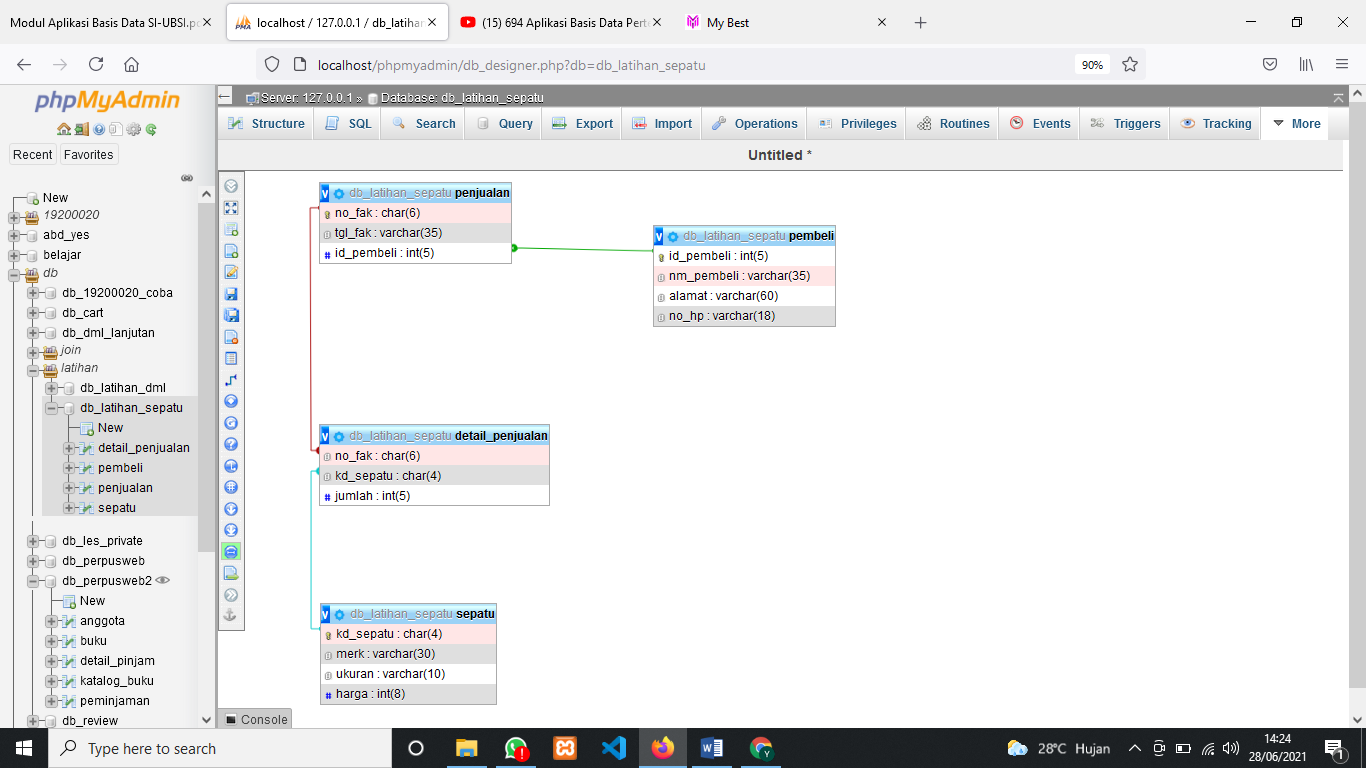 Modul Aplikasi Basis Data SI-UBSI.pd
localhost / 127.0.0.1 / db_latihan
(15) 694 Aplikasi Basis Data Perte
My Best
localhost/phpmyadmin/db_designer.php?db=db_latihan_sepatu
90%
phpMyAdmin
Recent
Favorites
New
19200020
abd_yes
belajar
db
db_19200020_coba
db_cart
db_dml_lanjutan
join
latihan
db_latihan_dml
db_latihan_sepatu
New
detail_penjualan
pembeli
penjualan
sepatu
db_les_private
db_perpusweb
db_perpusweb2
New
anggota
buku
detail_pinjam
katalog_buku
peminjaman
db_review
Server: 127.0.0.1 » Database: db_latihan_sepatu
Structure
SQL
Search
Query
Export
Import
Operations
Privileges
Routines
Events
Triggers
Tracking
More
Untitled *
v db_latihan_sepatu penjualan
no_fak : char(6)
tgl_fak : varchar(35)
# id_pembeli : int(5)
v db_latihan_sepatu pembeli
id_pembeli : int(5)
nm_pembeli : varchar(35)
alamat : varchar(60)
no_hp : varchar(18)
v db_latihan_sepatu detail_penjualan
no_fak : char(6)
kd_sepatu : char(4)
# jumlah : int(5)
v db_latihan_sepatu sepatu
kd_sepatu : char(4)
merk : varchar(30)
ukuran : varchar(10)
# harga : int(8)
Console
Type here to search
28°C Hujan
14:24
28/06/2021
1